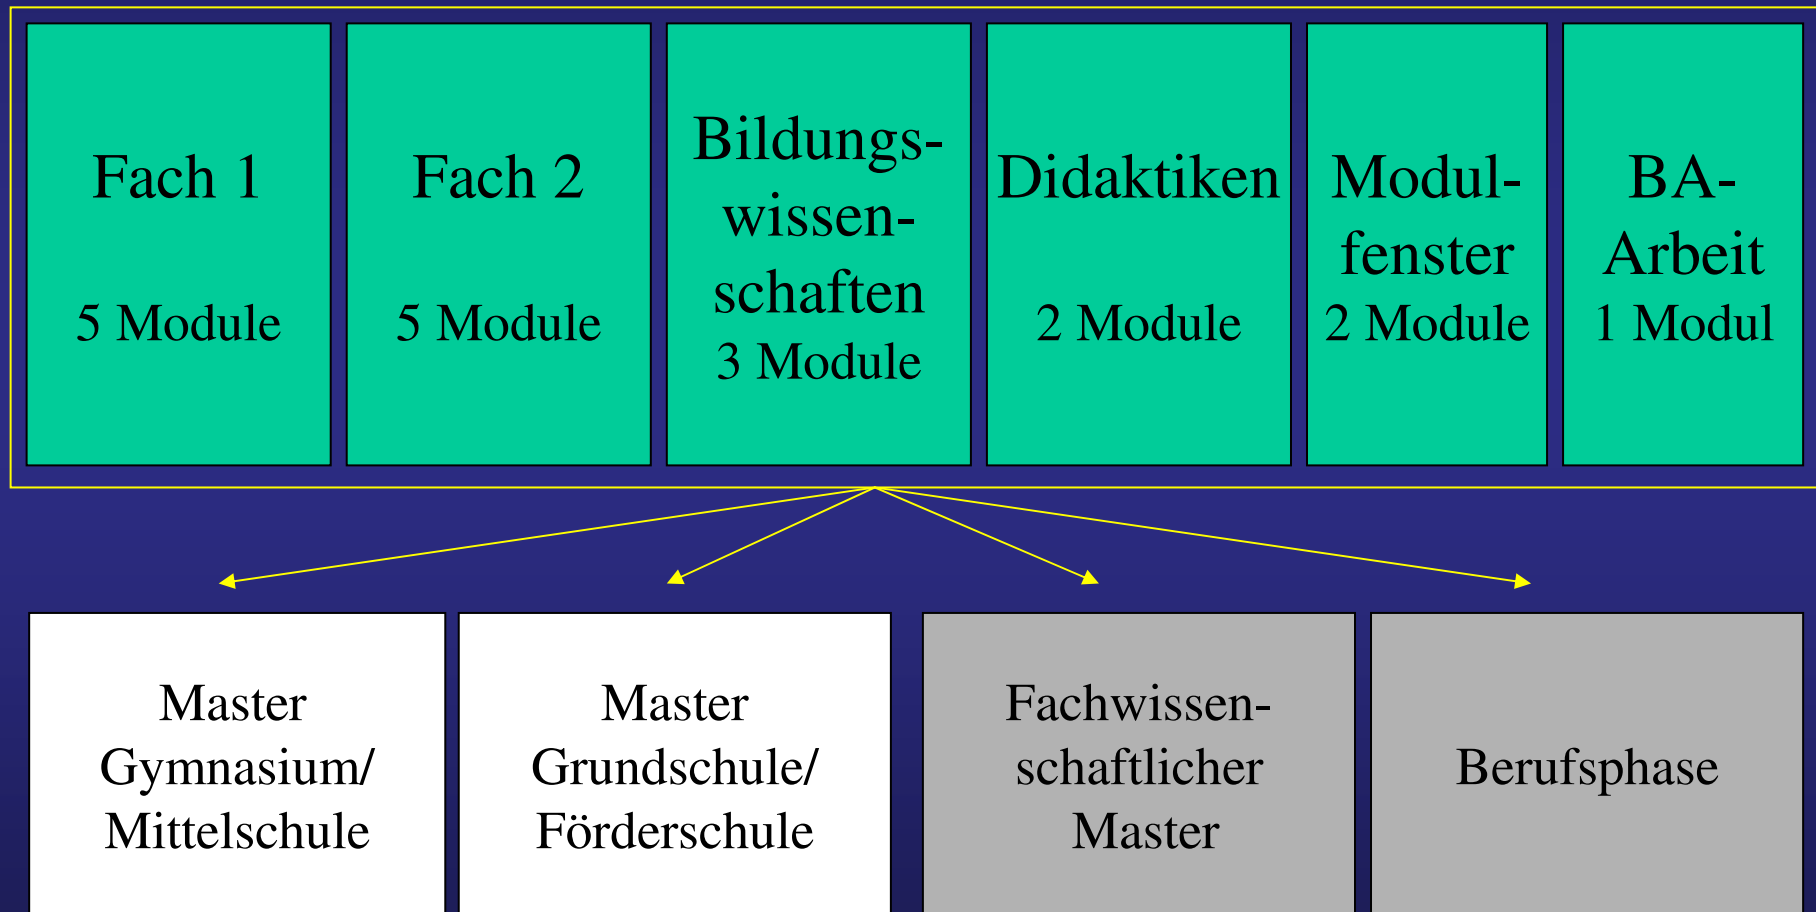 Fach 1
5 Module
Fach 2
5 Module
Bildungs-
wissen-
schaften
3 Module
Didaktiken
2 Module
Modul-
fenster
2 Module
BA-
Arbeit
1 Modul
Master
Gymnasium/
Mittelschule
Master
Grundschule/
Förderschule
Fachwissen-
schaftlicher
Master
Berufsphase